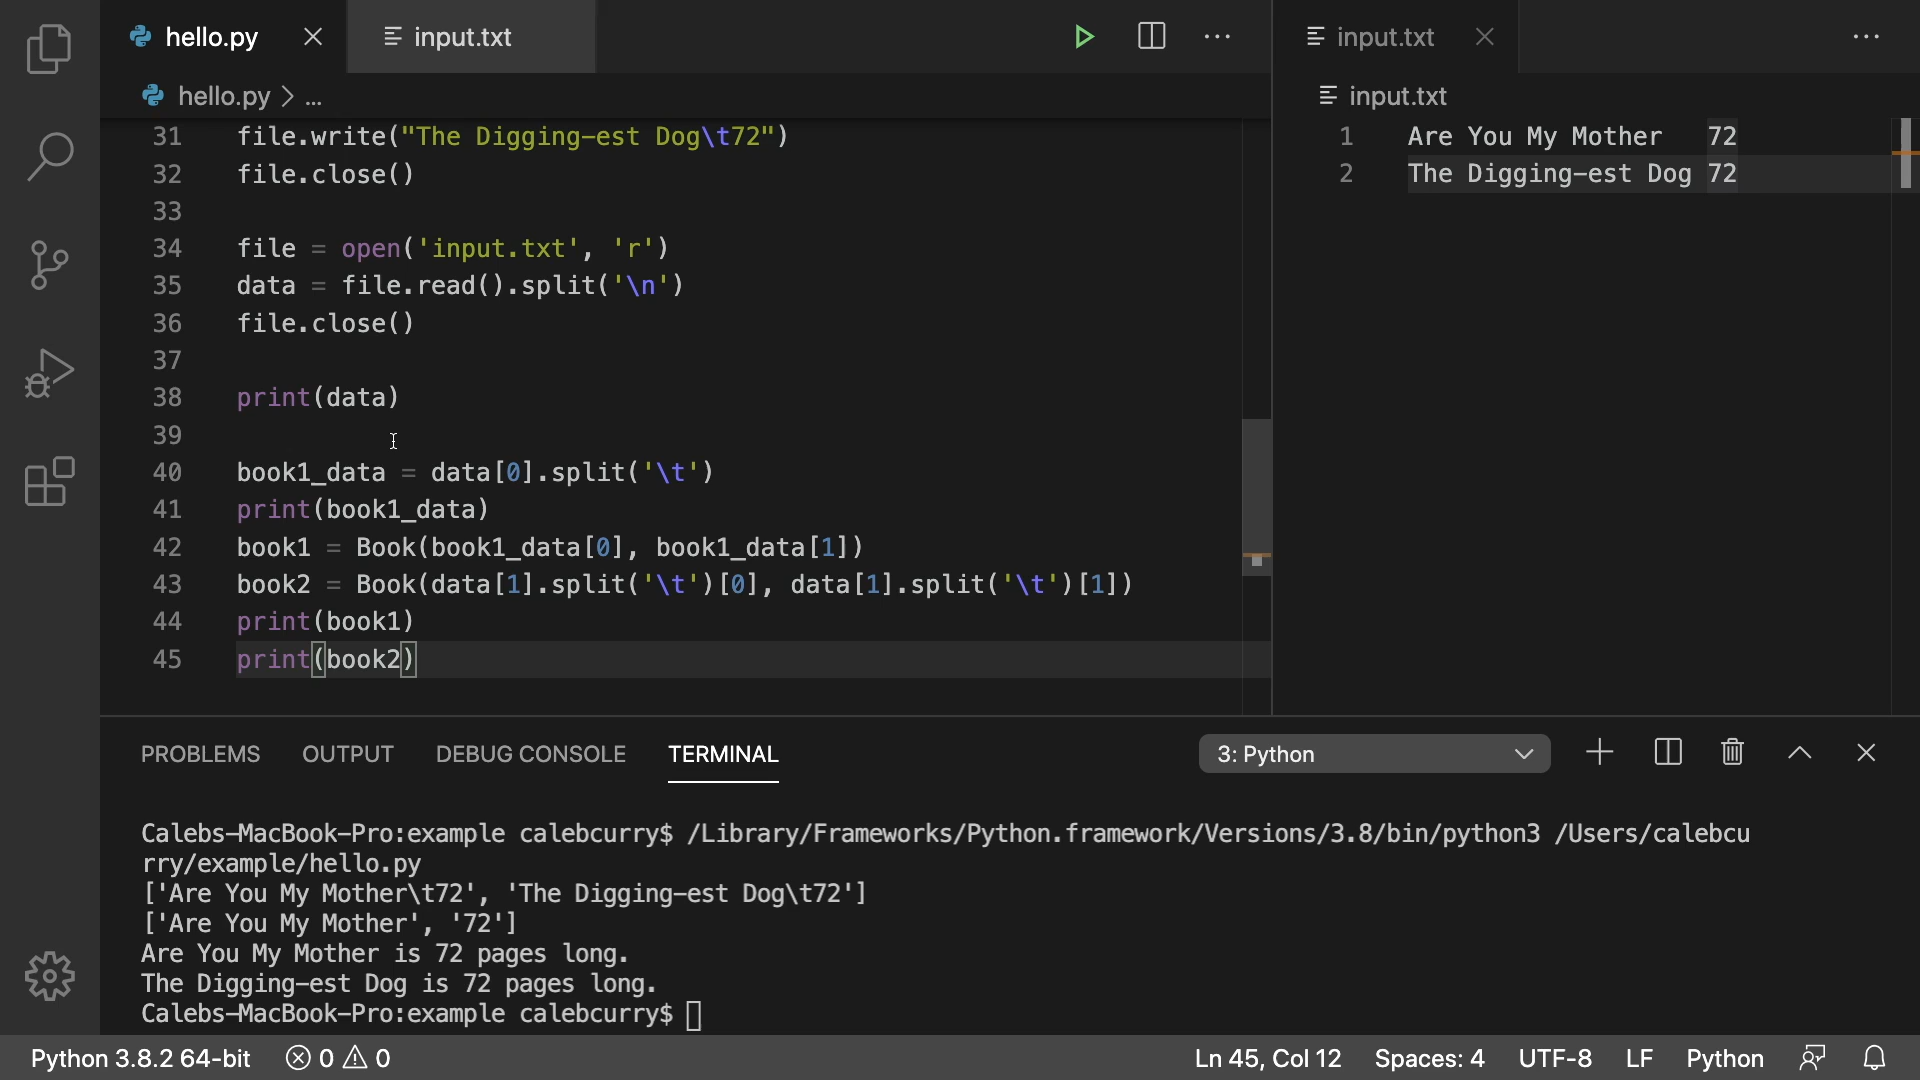 hello.py
input.txt
input.txt
hello.py > ...
input.txt
31 file.write("The Digging-est Dog\t72")
32 file.close()
33
34 file = open('input.txt', 'r')
35 data = file.read().split('\n')
36 file.close()
37
38 print(data)
39
40 book1_data = data[0].split('\t')
41 print(book1_data)
42 book1 = Book(book1_data[0], book1_data[1])
43 book2 = Book(data[1].split('\t')[0], data[1].split('\t')[1])
44 print(book1)
45 print(book2)
1 Are You My Mother 72
2 The Digging-est Dog 72
PROBLEMS OUTPUT DEBUG CONSOLE TERMINAL 3: Python
Calebs-MacBook-Pro:example calebcurry$ /Library/Frameworks/Python.framework/Versions/3.8/bin/python3 /Users/calebcu
rry/example/hello.py
['Are You My Mother\t72', 'The Digging-est Dog\t72']
['Are You My Mother', '72']
Are You My Mother is 72 pages long.
The Digging-est Dog is 72 pages long.
Calebs-MacBook-Pro:example calebcurry$
Python 3.8.2 64-bit 0 0 Ln 45, Col 12 Spaces: 4 UTF-8 LF Python